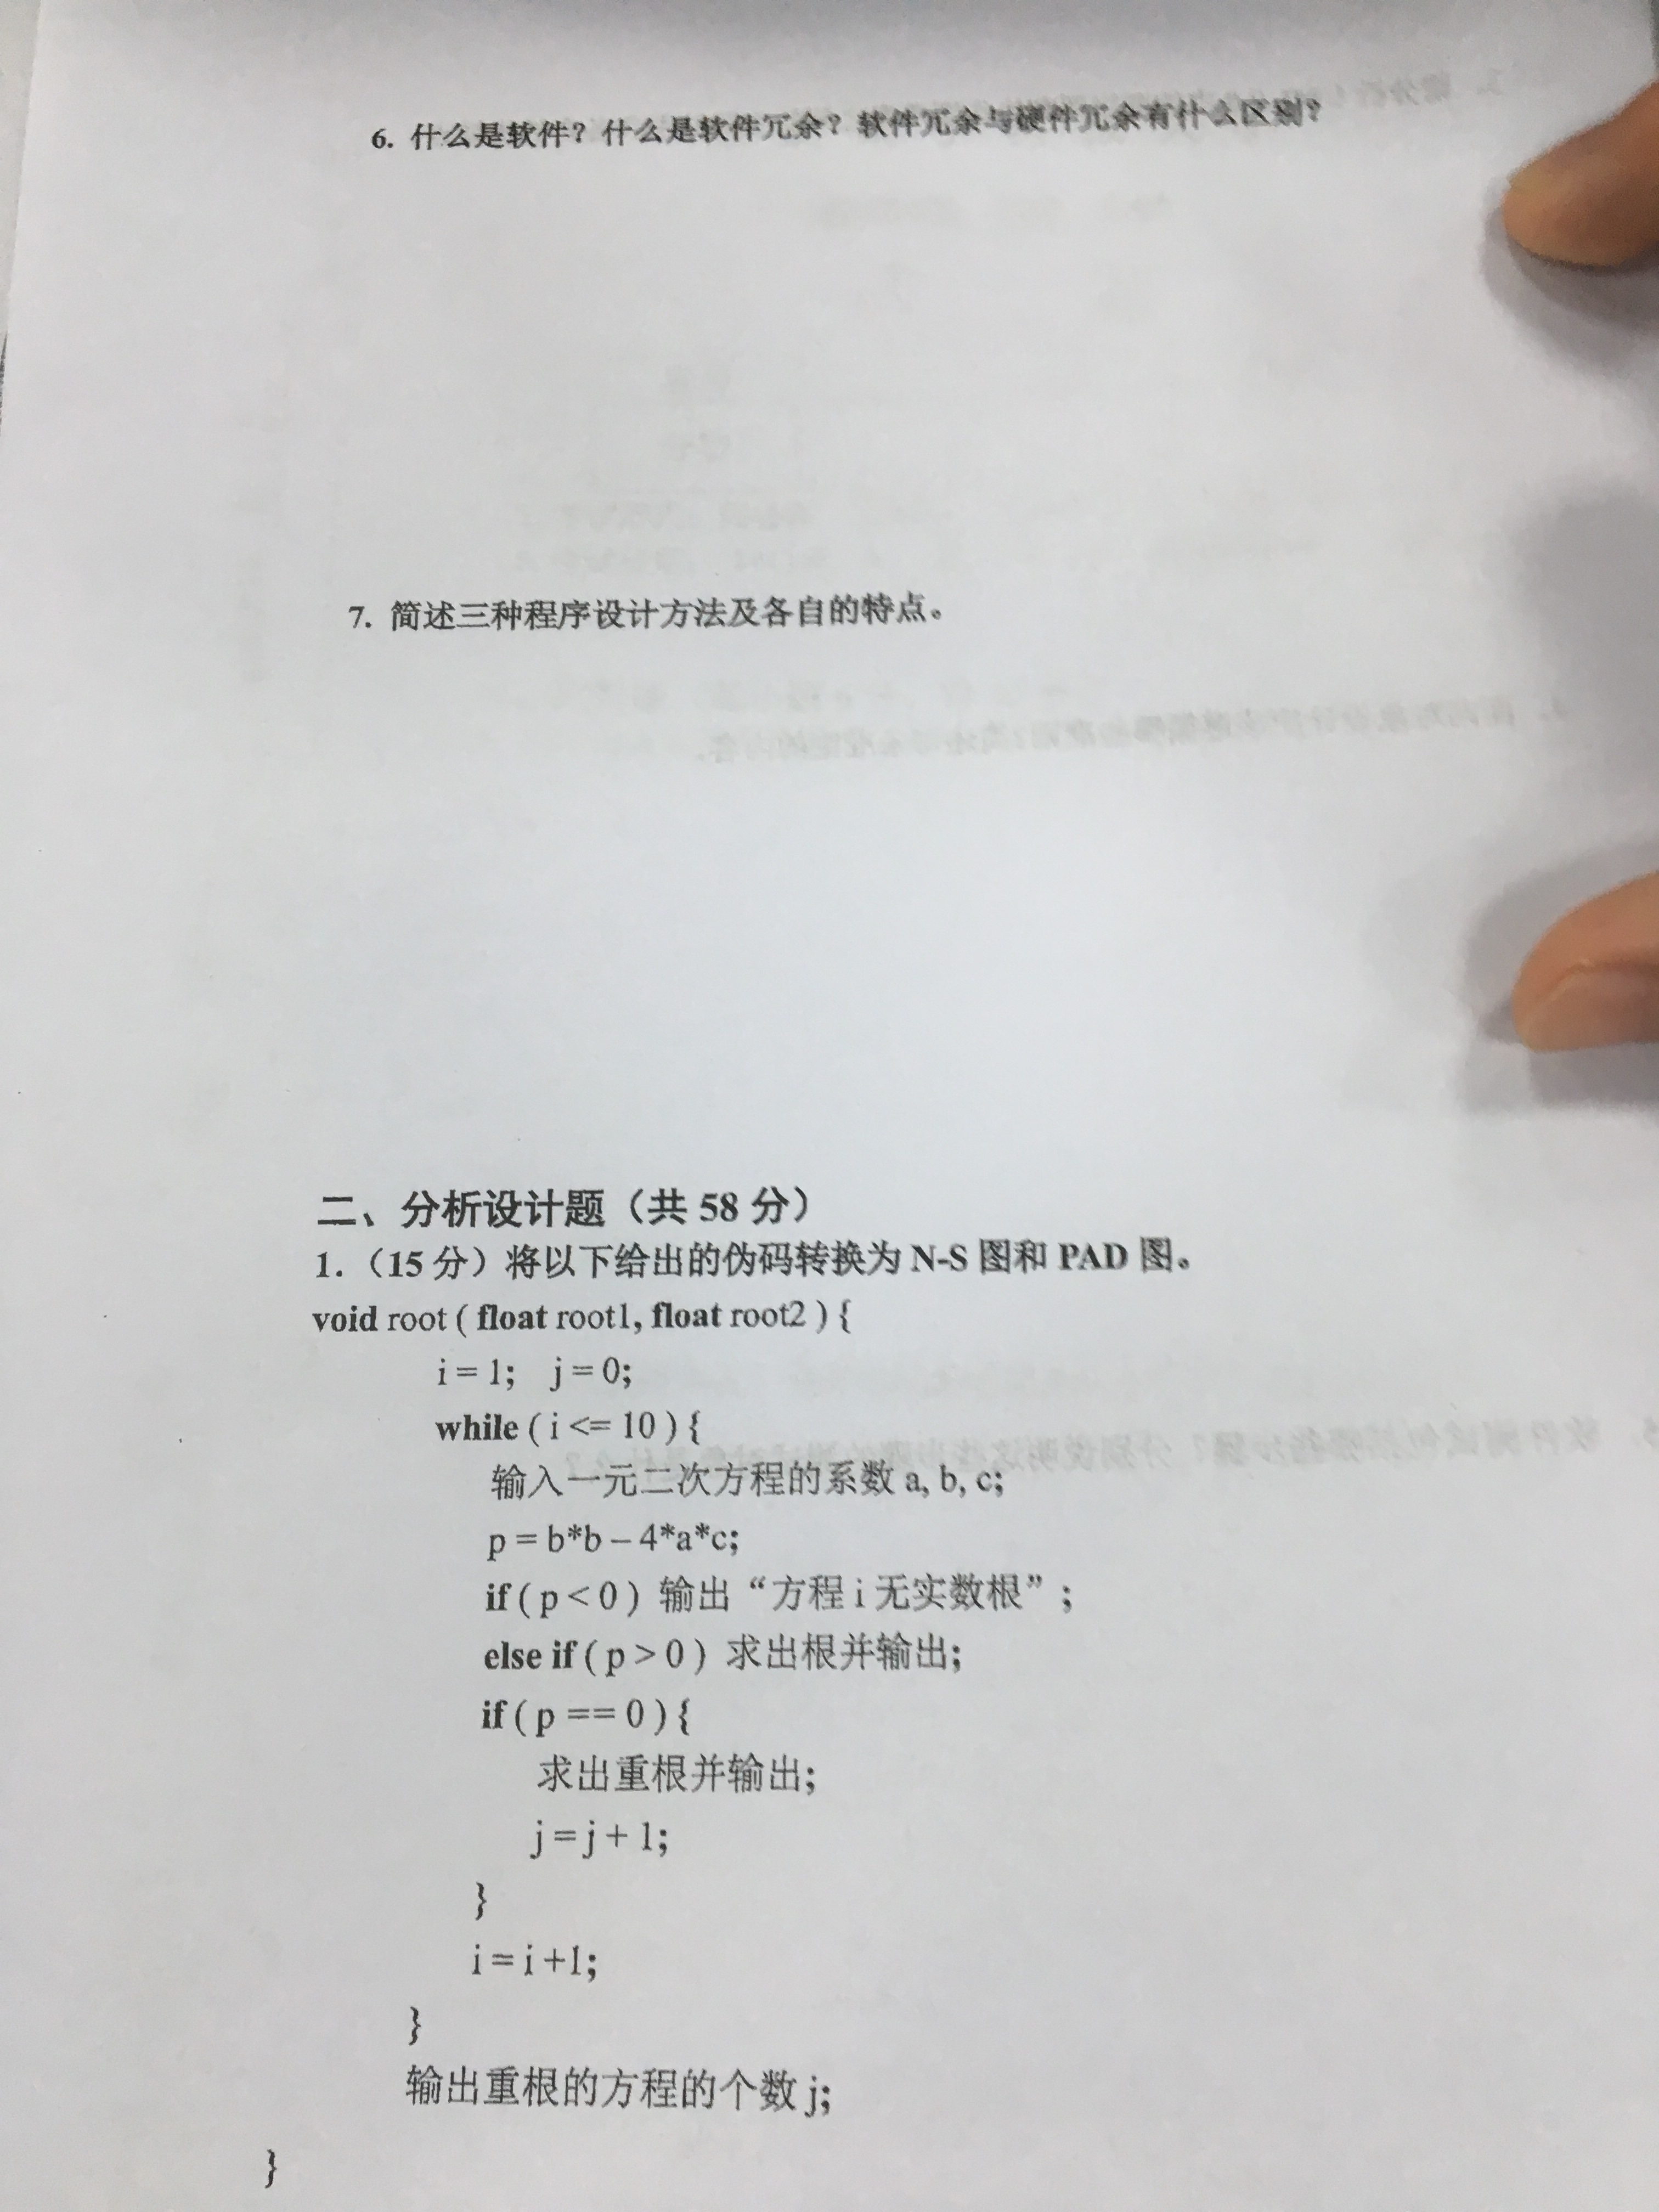 6. 什么是软件？什么是软件冗余？软件冗余与硬件冗余有什么区别？
7. 简述三种程序设计方法及各自的特点。
二、分析设计题（共 58 分）
1.（15 分）将以下给出的伪码转换为 N-S 图和 PAD 图。
void root ( float root1, float root2 ) {
i = 1; j = 0;
while ( i <= 10 ) {
输入一元二次方程的系数 a, b, c;
p = b*b – 4*a*c;
if ( p < 0 ) 输出“方程 i 无实数根”;
else if ( p > 0 ) 求出根并输出;
if ( p == 0 ) {
求出重根并输出;
j = j + 1;
}
i = i +1;
}
输出重根的方程的个数 j;
}